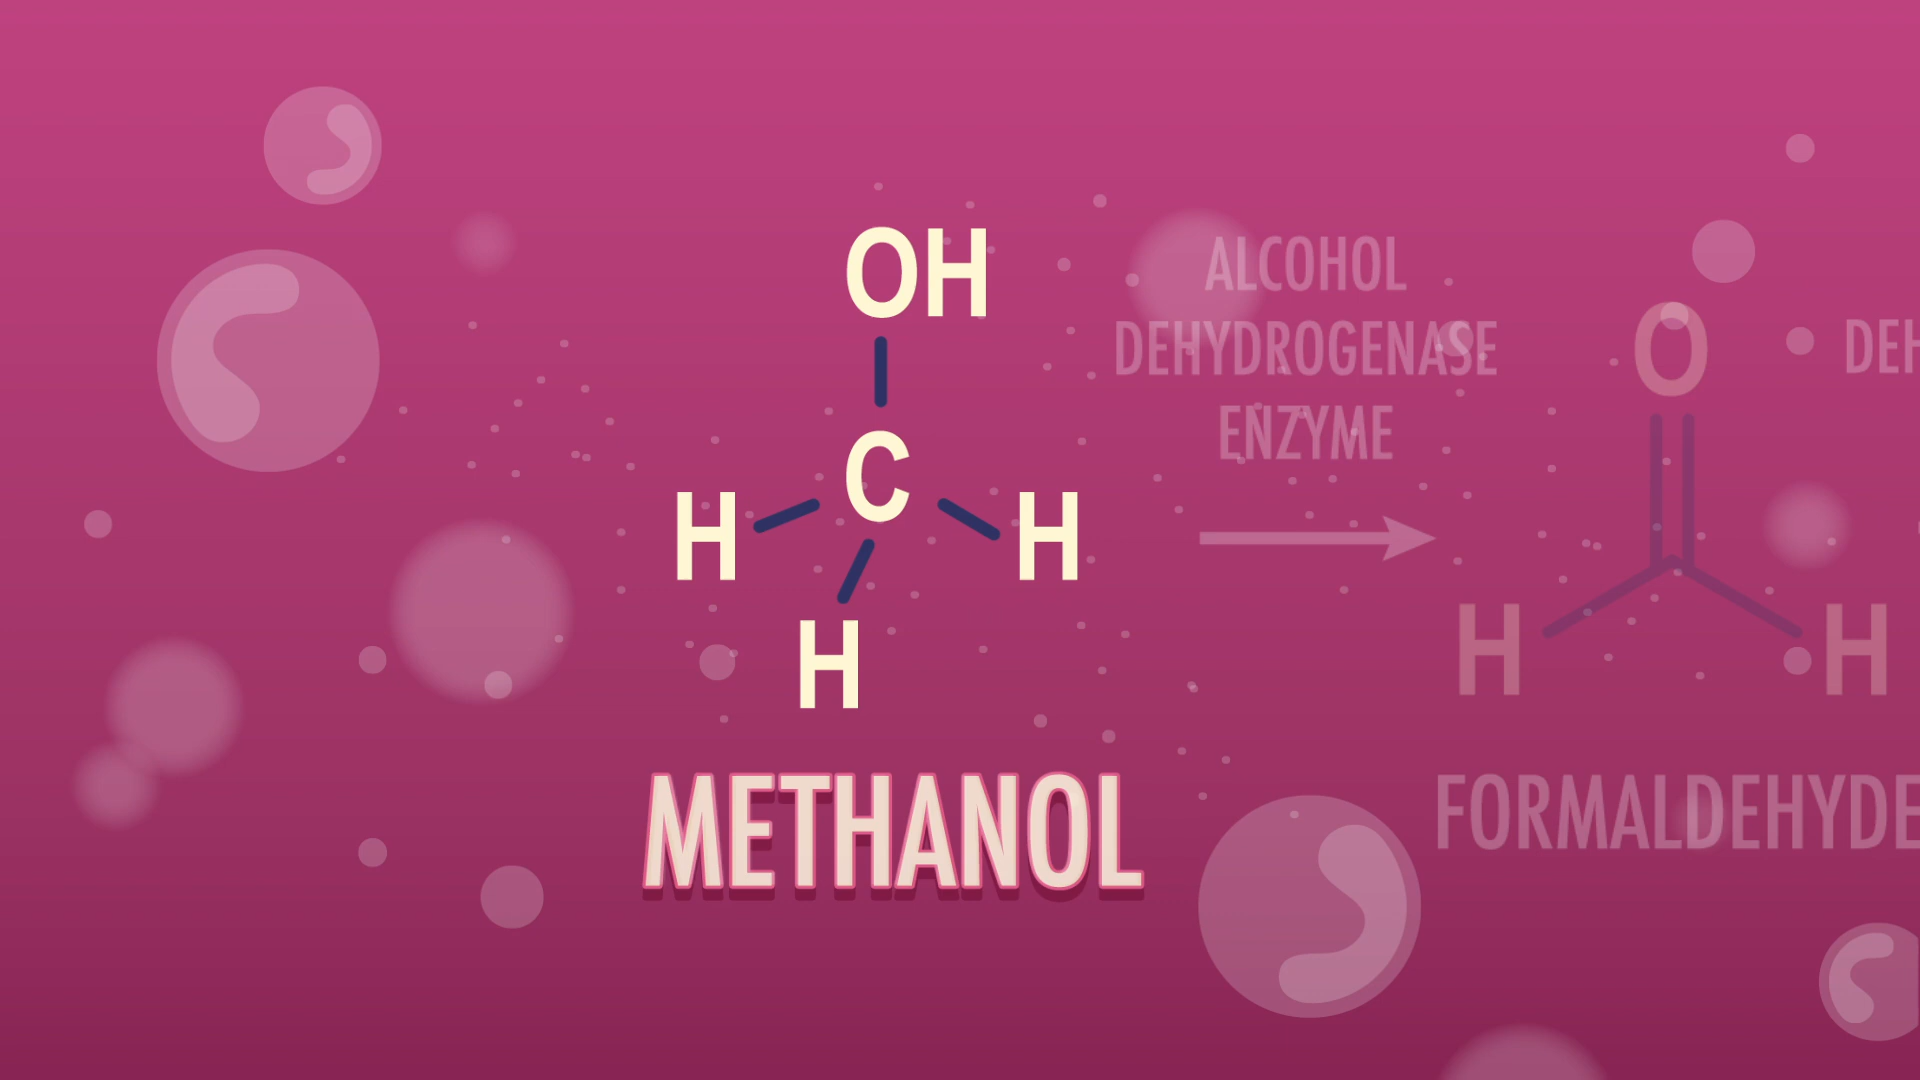 OH
C
H H
H
METHANOL
ALCOHOL
DEHYDROGENASE
ENZYME
O
H H
FORMALDEHYDE
DEH